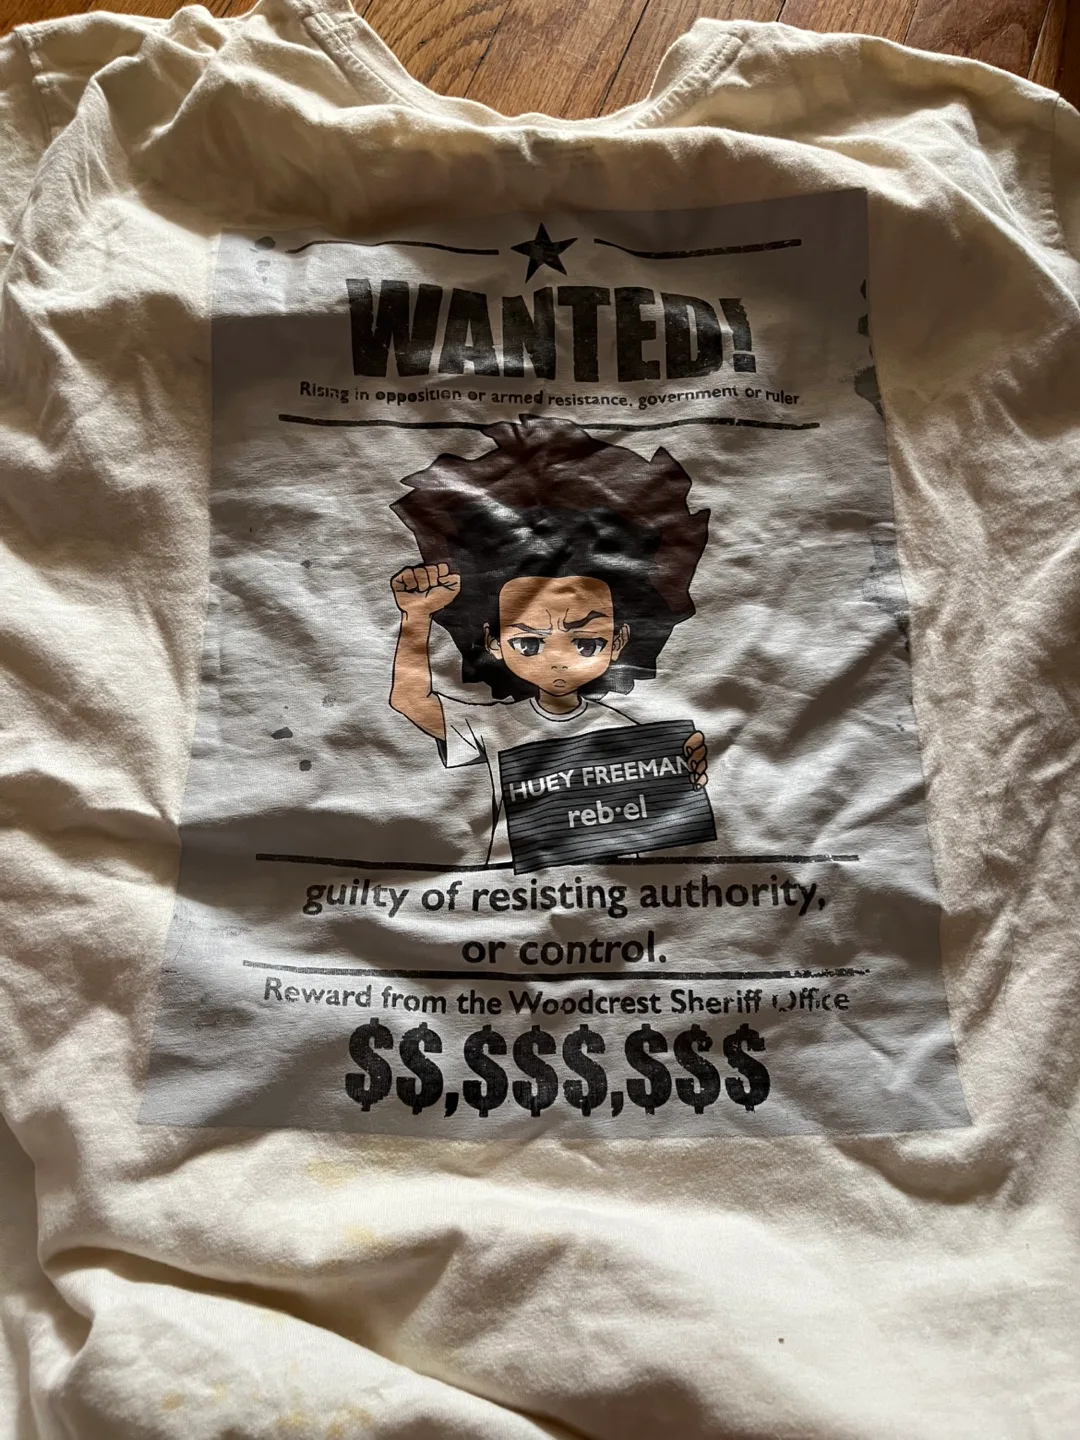 WANTED!
Rising in opposition or armed resistance, government or ruler.
HUEY FREEMAN
reb·el
guilty of resisting authority,
or control.
Reward from the Woodcrest Sheriff Office
$$,$$$,$$$